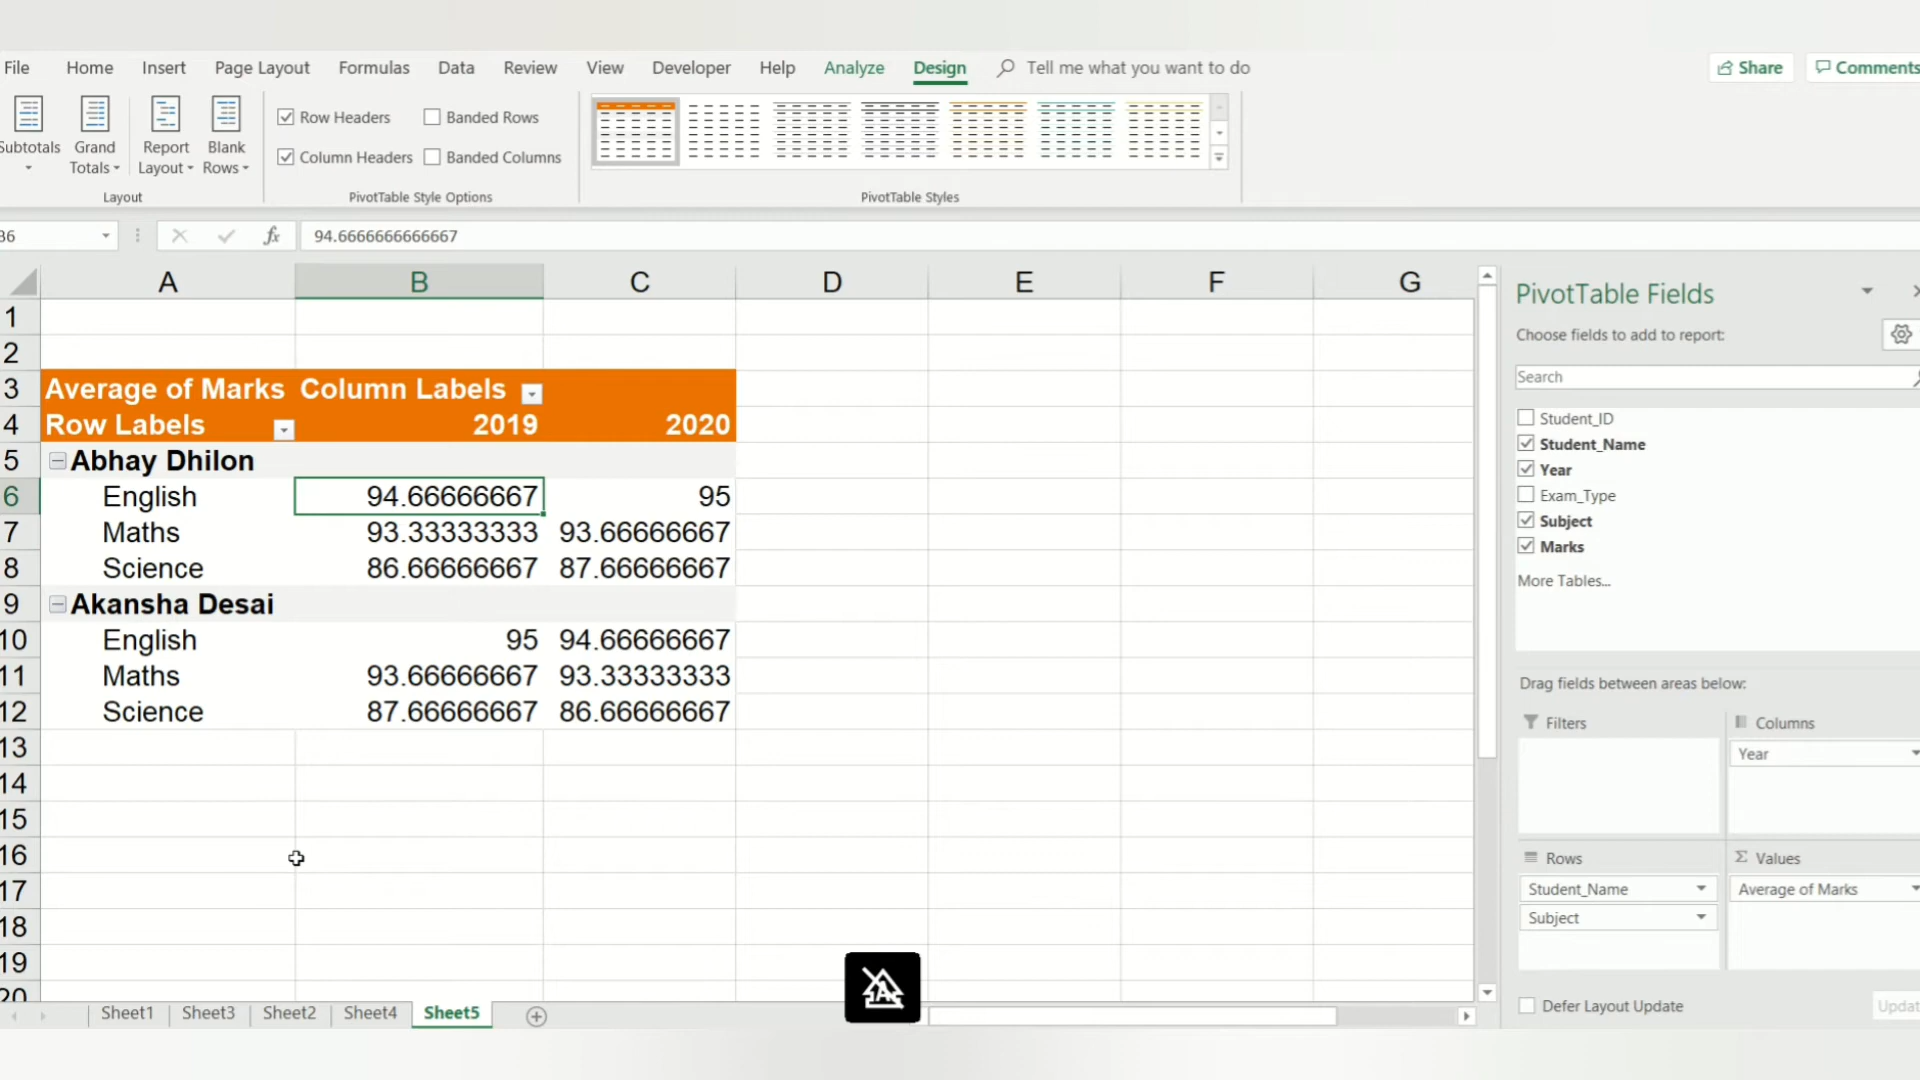 File Home Insert Page Layout Formulas Data Review View Developer Help Analyze Design Tell me what you want to do Share Comments
Subtotals Grand Totals Report Layout Blank Rows
Row Headers Banded Rows
Column Headers Banded Columns
Layout PivotTable Style Options PivotTable Styles
94.6666666666667
A B C D E F G
1
2
3 Average of Marks Column Labels
4 Row Labels 2019 2020
5 Abhay Dhilon
6 English 94.66666667 95
7 Maths 93.33333333 93.66666667
8 Science 86.66666667 87.66666667
9 Akansha Desai
10 English 95 94.66666667
11 Maths 93.66666667 93.33333333
12 Science 87.66666667 86.66666667
13
14
15
16
17
18
19
20
Sheet1 Sheet3 Sheet2 Sheet4 Sheet5
PivotTable Fields
Choose fields to add to report:
Search
Student_ID
Student_Name
Year
Exam_Type
Subject
Marks
More Tables...
Drag fields between areas below:
Filters Columns
Year
Rows Σ Values
Student_Name Average of Marks
Subject
Defer Layout Update